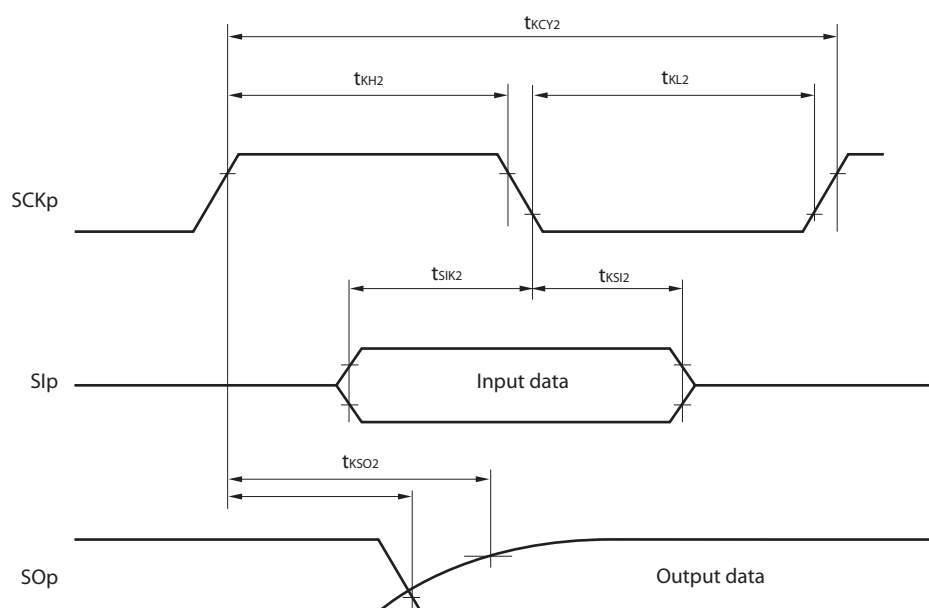 tKCY2
tKH2
tKL2
SCKp
tSIK2
tKSI2
SIp
Input data
tKSO2
SOp
Output data